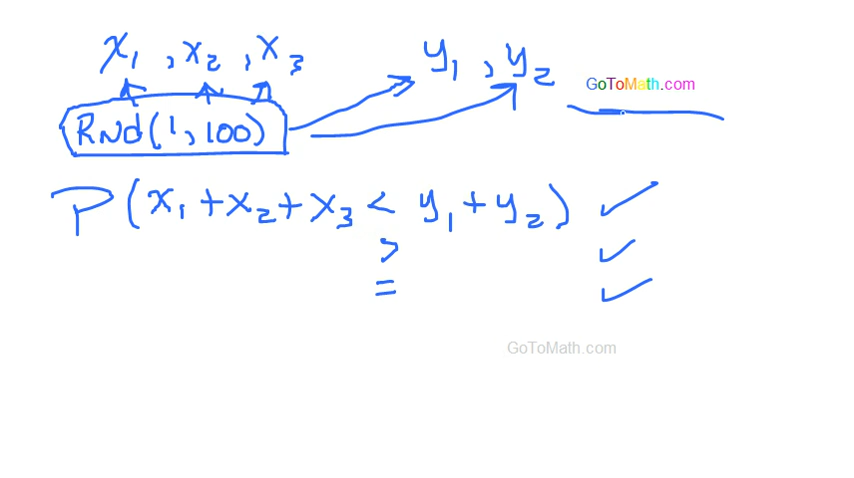 x₁ , x₂ , x₃ y₁ , y₂
GoToMath.com
RNd(1, 100)
P(x₁ + x₂ + x₃ < y₁ + y₂) ✓
> ✓
= ✓
GoToMath.com